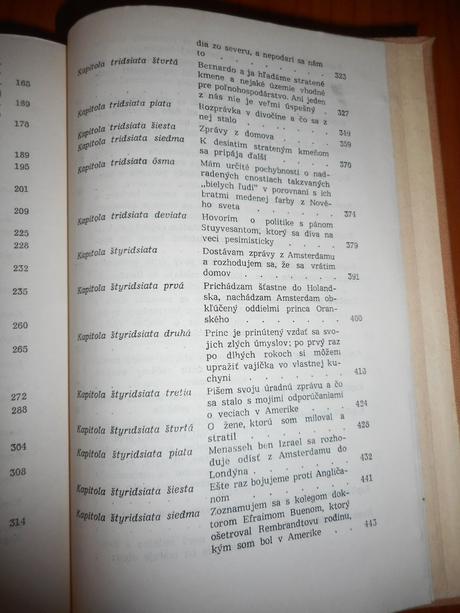 165
169
178
189
195
201
209
225
228
232
235
260
265
272
288
304
308
314
dia zo severu, a nepodarí sa nám
to . . . . . . . 323
Kapitola tridsiata štvrtá Bernardo a ja hľadáme stratené
kmene a nejaké územie vhodné
pre poľnohospodárstvo. Ani jeden
z nás nie je veľmi úspešný . 327
Kapitola tridsiata piata Rozprávka v divočine a čo sa z
nej stalo . . . . . . 349
Kapitola tridsiata šiesta Zprávy z domova . . . . 359
Kapitola tridsiata siedma K desiatim strateným kmeňom
sa pripája ďalší . . . . 370
Kapitola tridsiata ôsma Mám určité pochybnosti o nad-
radených cnostiach takzvaných
„bielych ľudí" v porovnaní s ich
bratmi medenej farby z Nové-
ho sveta . . . . . . 374
Kapitola tridsiata deviata Hovorím o politike s pánom
Stuyvesantom, ktorý sa díva na
veci pesimisticky . . . . 379
Kapitola štyridsiata Dostávam zprávy z Amsterdamu
a rozhodujem sa, že sa vrátim
domov . . . . . . . 391
Kapitola štyridsiata prvá Prichádzam šťastne do Holand-
ska, nachádzam Amsterdam ob-
kľúčený oddielmi princa Oran-
ského . . . . . . . 400
Kapitola štyridsiata druhá Princ je prinútený vzdať sa svo-
jich zlých úmyslov; po prvý raz
po dlhých rokoch si môžem
upražiť vajíčka vo vlastnej ku-
chyni . . . . . . . 413
Kapitola štyridsiata tretia Píšem svoju úradnú zprávu a čo
sa stalo s mojimi odporúčaniami
o veciach v Amerike . . . 424
Kapitola štyridsiata štvrtá O žene, ktorú som miloval a
stratil . . . . . . . 428
Kapitola štyridsiata piata Menasseh ben Izrael sa rozho-
duje odísť z Amsterdamu do
Londýna . . . . . . 432
Kapitola štyridsiata šiesta Ešte raz bojujeme proti Angliča-
nom . . . . . . . 441
Kapitola štyridsiata siedma Zoznamujem sa s kolegom dok-
torom Efraimom Buenom, ktorý
ošetroval Rembrandtovu rodinu,
kým som bol v Amerike . . 443